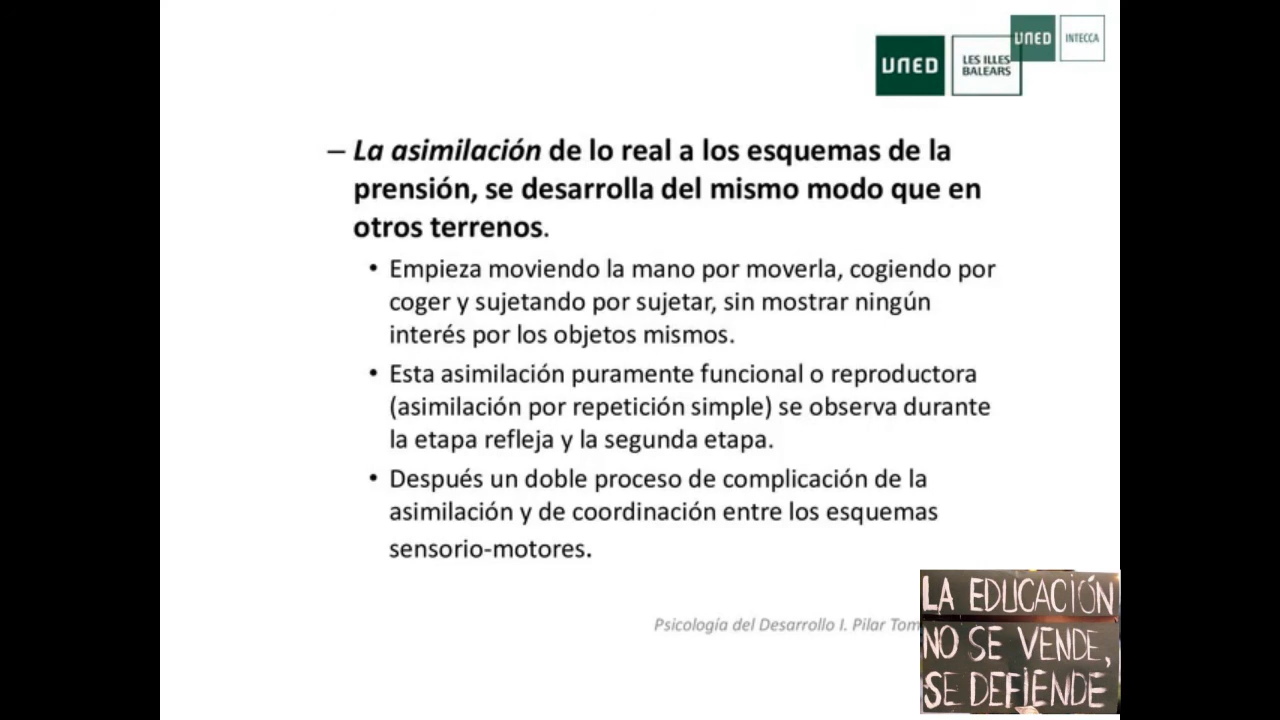 UNED
INTECCA
UNED
LES ILLES
BALEARS
– La asimilación de lo real a los esquemas de la
prensión, se desarrolla del mismo modo que en
otros terrenos.
• Empieza moviendo la mano por moverla, cogiendo por
coger y sujetando por sujetar, sin mostrar ningún
interés por los objetos mismos.
• Esta asimilación puramente funcional o reproductora
(asimilación por repetición simple) se observa durante
la etapa refleja y la segunda etapa.
• Después un doble proceso de complicación de la
asimilación y de coordinación entre los esquemas
sensorio-motores.
Psicología del Desarrollo I. Pilar
LA EDUCACIÓN
NO SE VENDE,
SE DEFIENDE